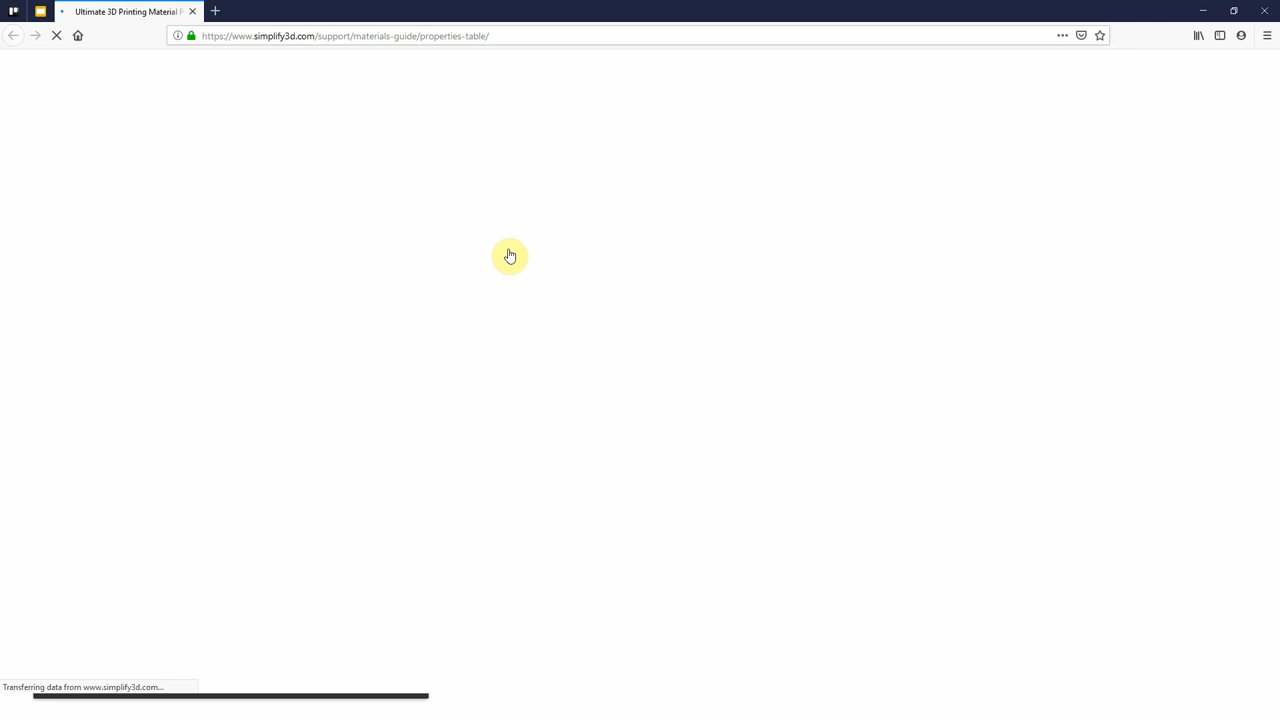 Ultimate 3D Printing Material P
https://www.simplify3d.com/support/materials-guide/properties-table/
Transferring data from www.simplify3d.com...